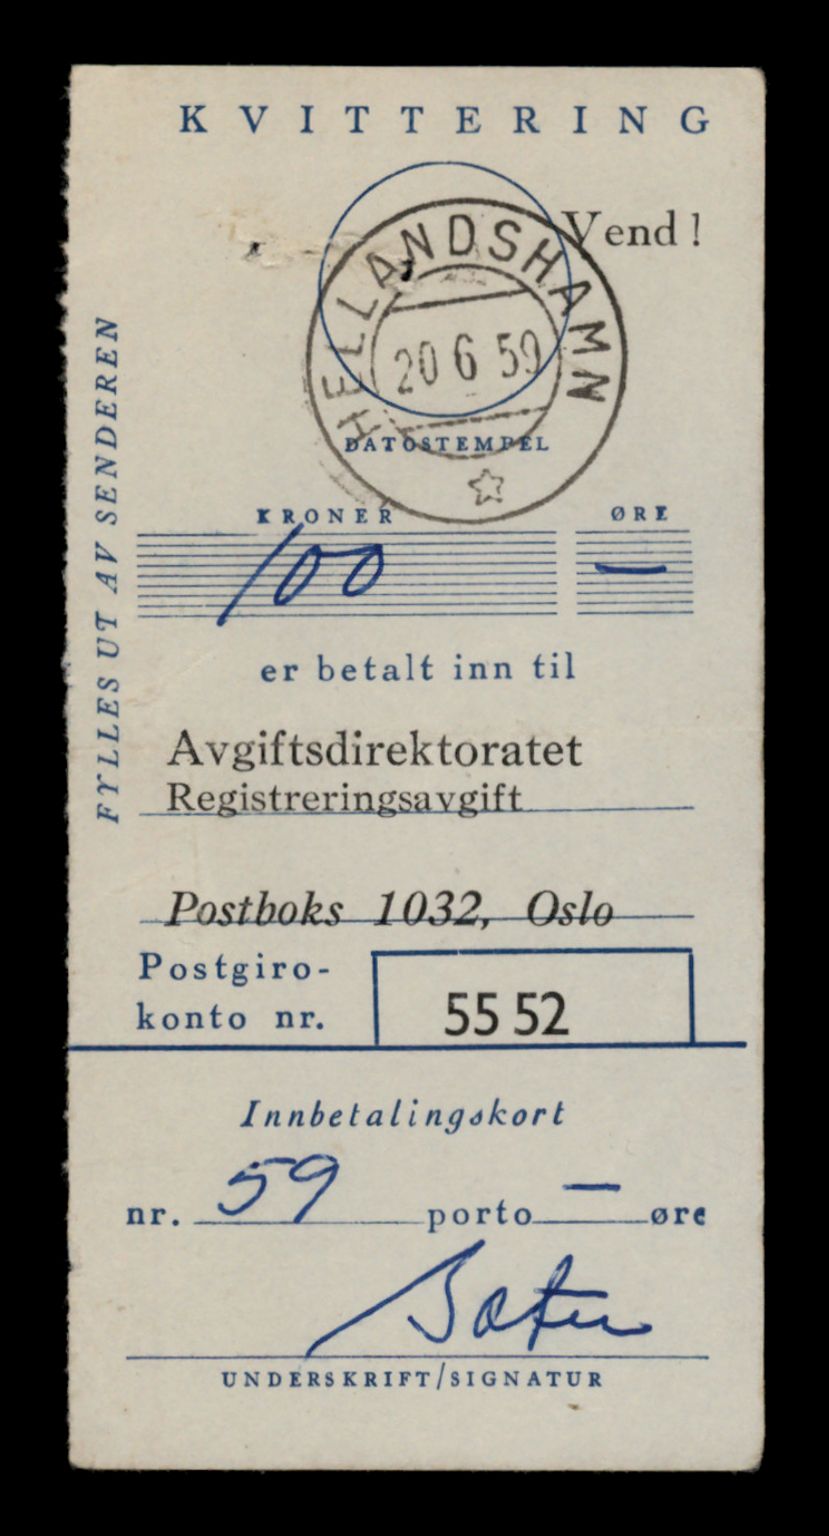 KVITTERING
Vend!
HELLANDSHAMN
20 6 59
DATOSTEMPEL
FYLLES UT AV SENDEREN
KRONER ØRE
100 —
er betalt inn til
Avgiftsdirektoratet
Registreringsavgift
Postboks 1032, Oslo
Postgiro-
konto nr. 55 52
Innbetalingskort
nr. 59 porto — øre
UNDERSKRIFT/SIGNATUR